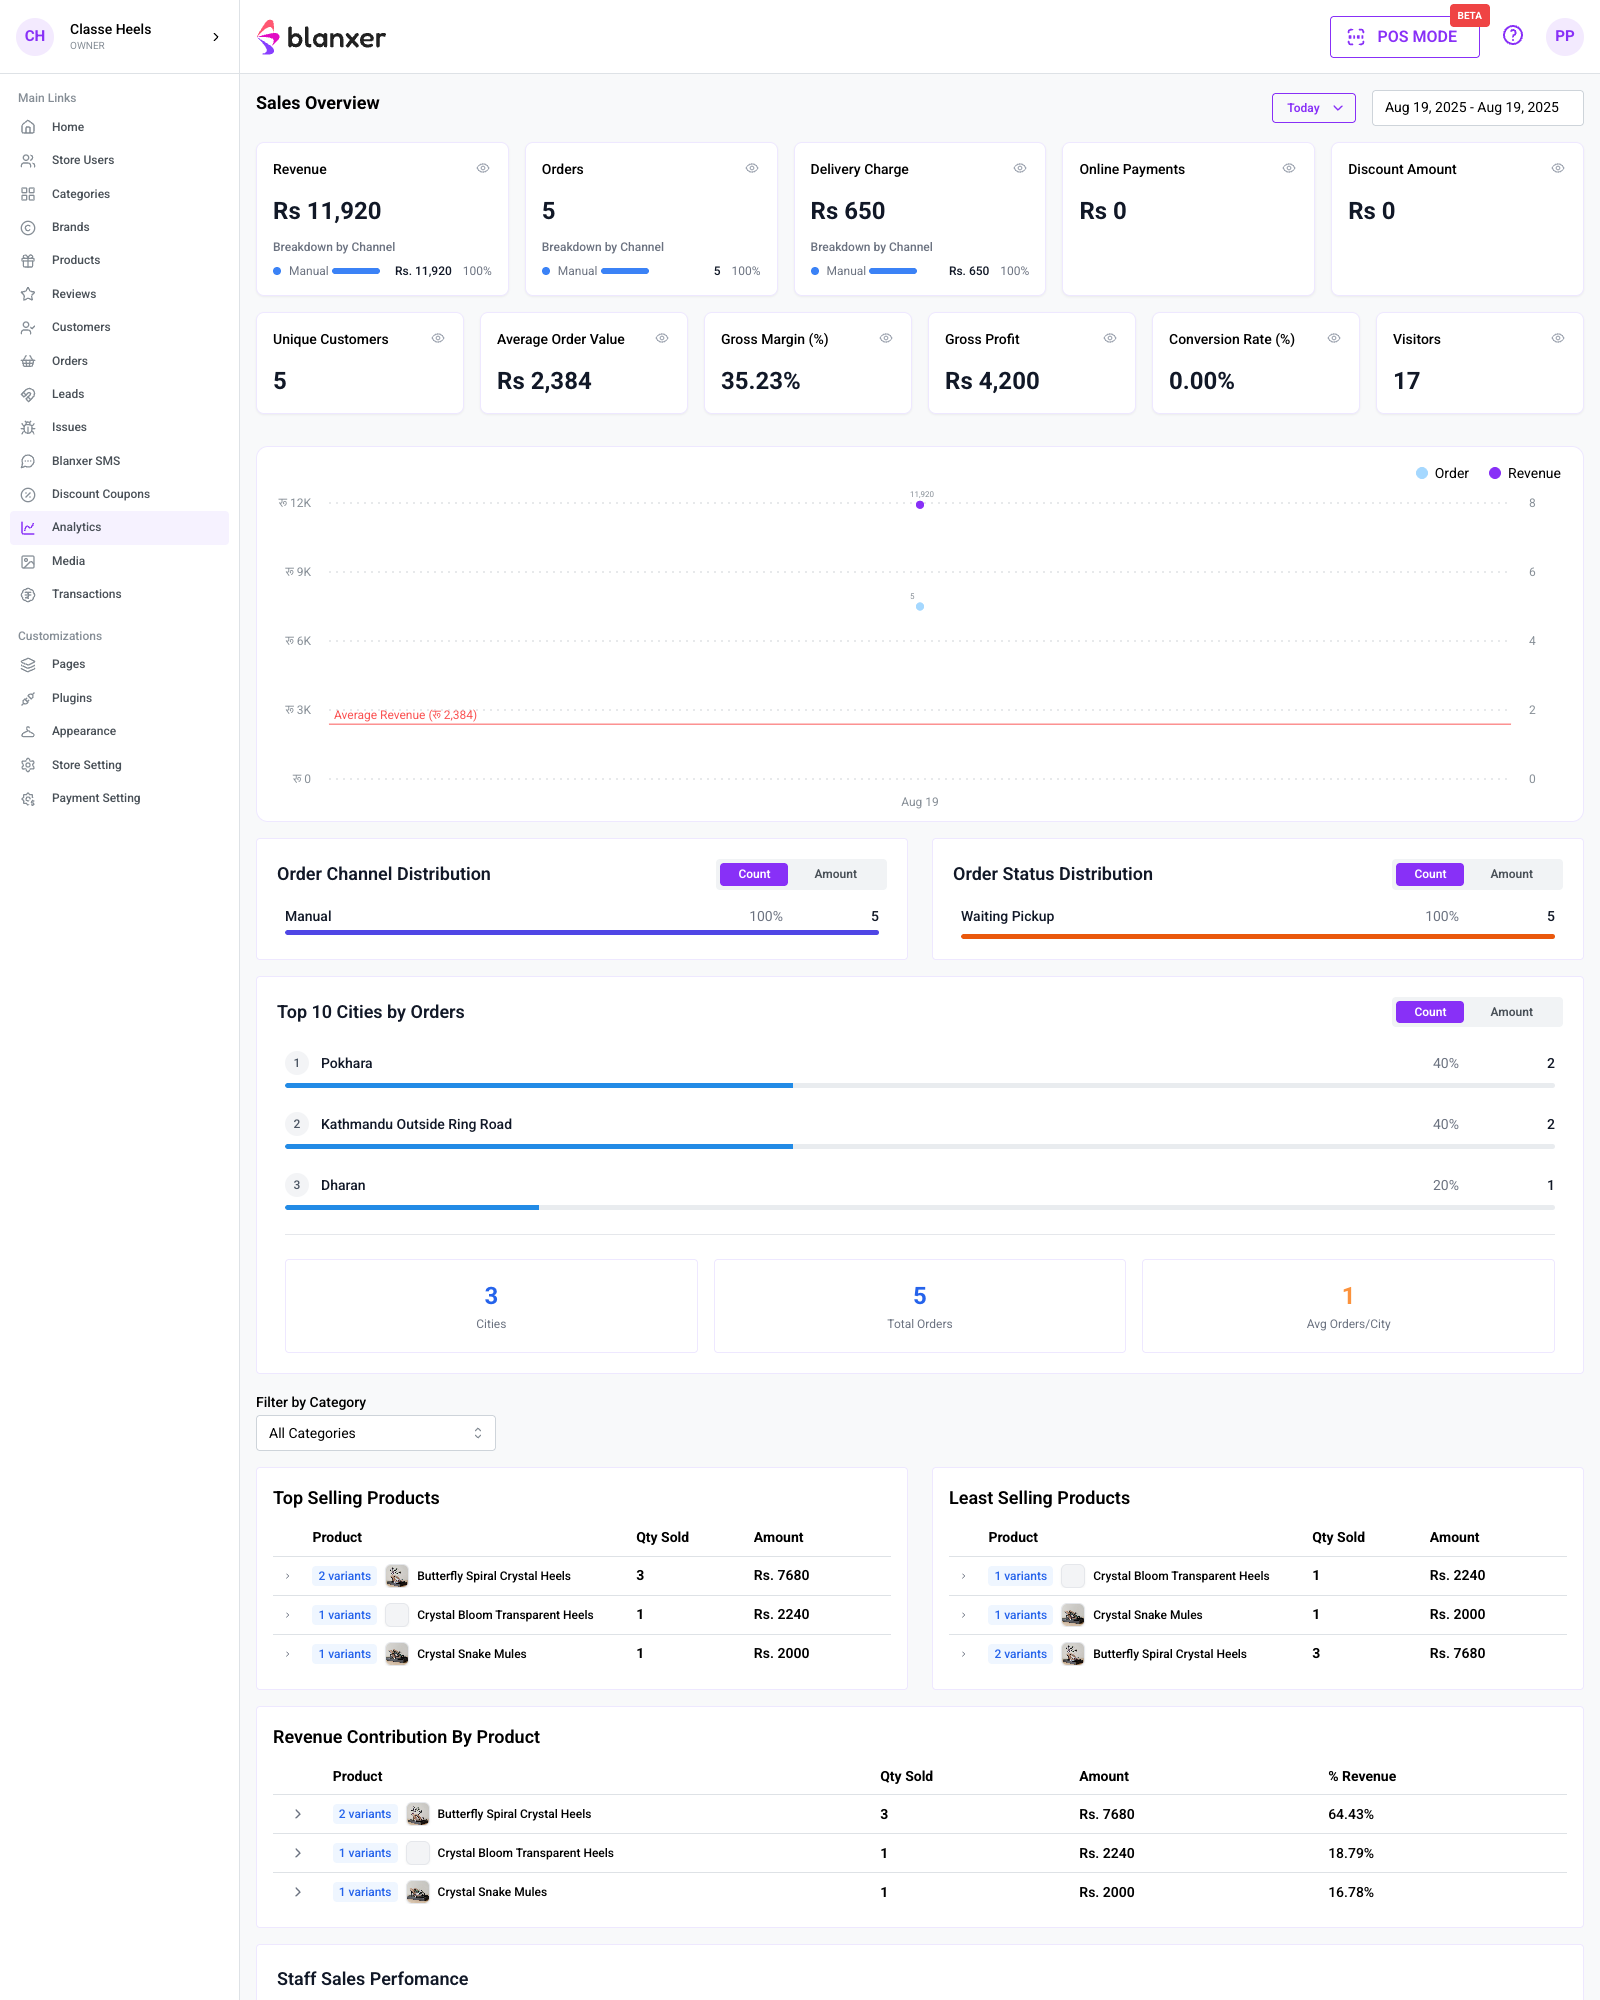 CH
Classe Heels
OWNER
blanxer
BETA
POS MODE
PP
Main Links
Home
Store Users
Categories
Brands
Products
Reviews
Customers
Orders
Leads
Issues
Blanxer SMS
Discount Coupons
Analytics
Media
Transactions
Customizations
Pages
Plugins
Appearance
Store Setting
Payment Setting
Sales Overview
Today
Aug 19, 2025 - Aug 19, 2025
Revenue
Rs 11,920
Breakdown by Channel
Manual Rs. 11,920 100%
Orders
5
Breakdown by Channel
Manual 5 100%
Delivery Charge
Rs 650
Breakdown by Channel
Manual Rs. 650 100%
Online Payments
Rs 0
Discount Amount
Rs 0
Unique Customers
5
Average Order Value
Rs 2,384
Gross Margin (%)
35.23%
Gross Profit
Rs 4,200
Conversion Rate (%)
0.00%
Visitors
17
Order Revenue
रू 12K 11,920 8
रू 9K 6
5
रू 6K 4
रू 3K 2
Average Revenue (रू 2,384)
रू 0 0
Aug 19
Order Channel Distribution
Count Amount
Manual 100% 5
Order Status Distribution
Count Amount
Waiting Pickup 100% 5
Top 10 Cities by Orders
Count Amount
1 Pokhara 40% 2
2 Kathmandu Outside Ring Road 40% 2
3 Dharan 20% 1
3
Cities
5
Total Orders
1
Avg Orders/City
Filter by Category
All Categories
Top Selling Products
Product Qty Sold Amount
2 variants Butterfly Spiral Crystal Heels 3 Rs. 7680
1 variants Crystal Bloom Transparent Heels 1 Rs. 2240
1 variants Crystal Snake Mules 1 Rs. 2000
Least Selling Products
Product Qty Sold Amount
1 variants Crystal Bloom Transparent Heels 1 Rs. 2240
1 variants Crystal Snake Mules 1 Rs. 2000
2 variants Butterfly Spiral Crystal Heels 3 Rs. 7680
Revenue Contribution By Product
Product Qty Sold Amount % Revenue
2 variants Butterfly Spiral Crystal Heels 3 Rs. 7680 64.43%
1 variants Crystal Bloom Transparent Heels 1 Rs. 2240 18.79%
1 variants Crystal Snake Mules 1 Rs. 2000 16.78%
Staff Sales Perfomance